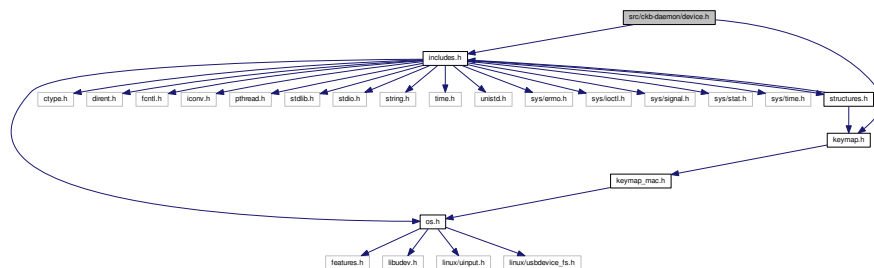 src/ckb-daemon/device.h
includes.h
ctype.h
dirent.h
fcntl.h
iconv.h
pthread.h
stdlib.h
stdio.h
string.h
time.h
unistd.h
sys/errno.h
sys/ioctl.h
sys/signal.h
sys/stat.h
sys/time.h
structures.h
keymap.h
keymap_mac.h
os.h
features.h
libudev.h
linux/uinput.h
linux/usbdevice_fs.h